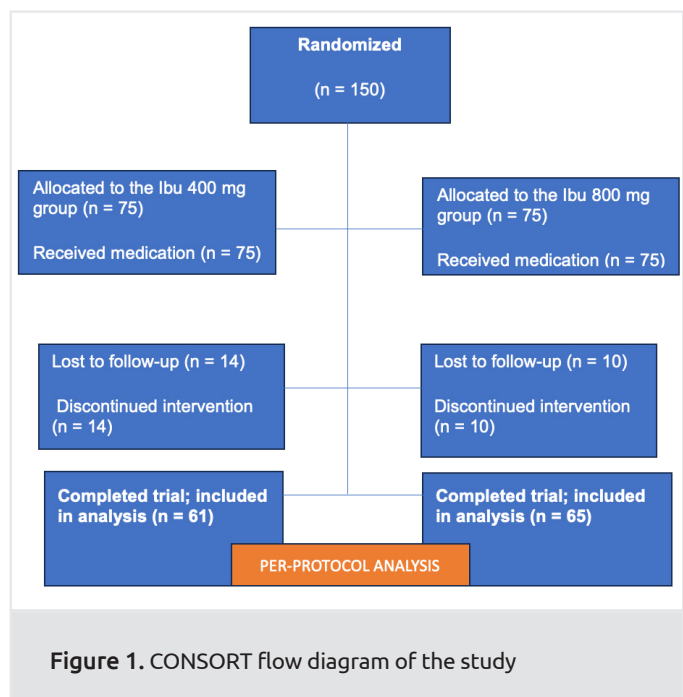 Randomized
(n = 150)
Allocated to the Ibu 400 mg
group (n = 75)
Received medication (n = 75)
Allocated to the Ibu 800 mg
group (n = 75)
Received medication (n = 75)
Lost to follow-up (n = 14)
Discontinued intervention
(n = 14)
Lost to follow-up (n = 10)
Discontinued intervention
(n = 10)
Completed trial; included
in analysis (n = 61)
Completed trial; included
in analysis (n = 65)
PER-PROTOCOL ANALYSIS
Figure 1. CONSORT flow diagram of the study